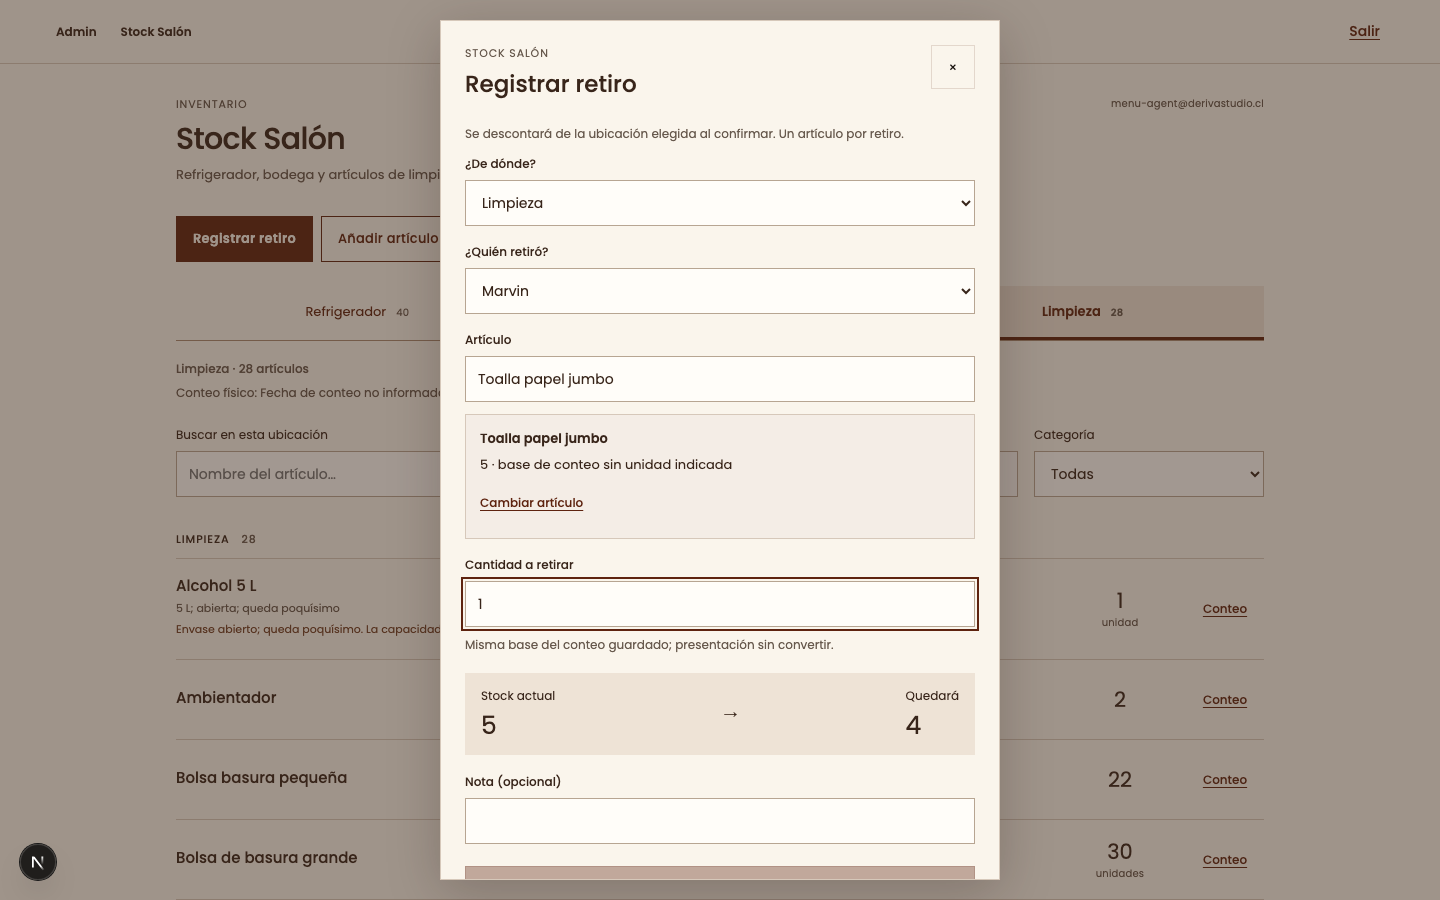 Admin
Stock Salón
Salir
INVENTARIO
Stock Salón
Refrigerador, bodega y artículos de limpi
menu-agent@derivastudio.cl
Registrar retiro
Añadir artículo
Refrigerador 40
Limpieza 28
Limpieza · 28 artículos
Conteo físico: Fecha de conteo no informad
Buscar en esta ubicación
Nombre del artículo...
Categoría
Todas
LIMPIEZA 28
Alcohol 5 L
5 L; abierta; queda poquísimo
Envase abierto; queda poquísimo. La capacidad
1
unidad
Conteo
Ambientador
2
Conteo
Bolsa basura pequeña
22
Conteo
Bolsa de basura grande
30
unidades
Conteo
STOCK SALÓN
Registrar retiro
×
Se descontará de la ubicación elegida al confirmar. Un artículo por retiro.
¿De dónde?
Limpieza
¿Quién retiró?
Marvin
Artículo
Toalla papel jumbo
Toalla papel jumbo
5 · base de conteo sin unidad indicada
Cambiar artículo
Cantidad a retirar
1
Misma base del conteo guardado; presentación sin convertir.
Stock actual
5
→
Quedará
4
Nota (opcional)
N